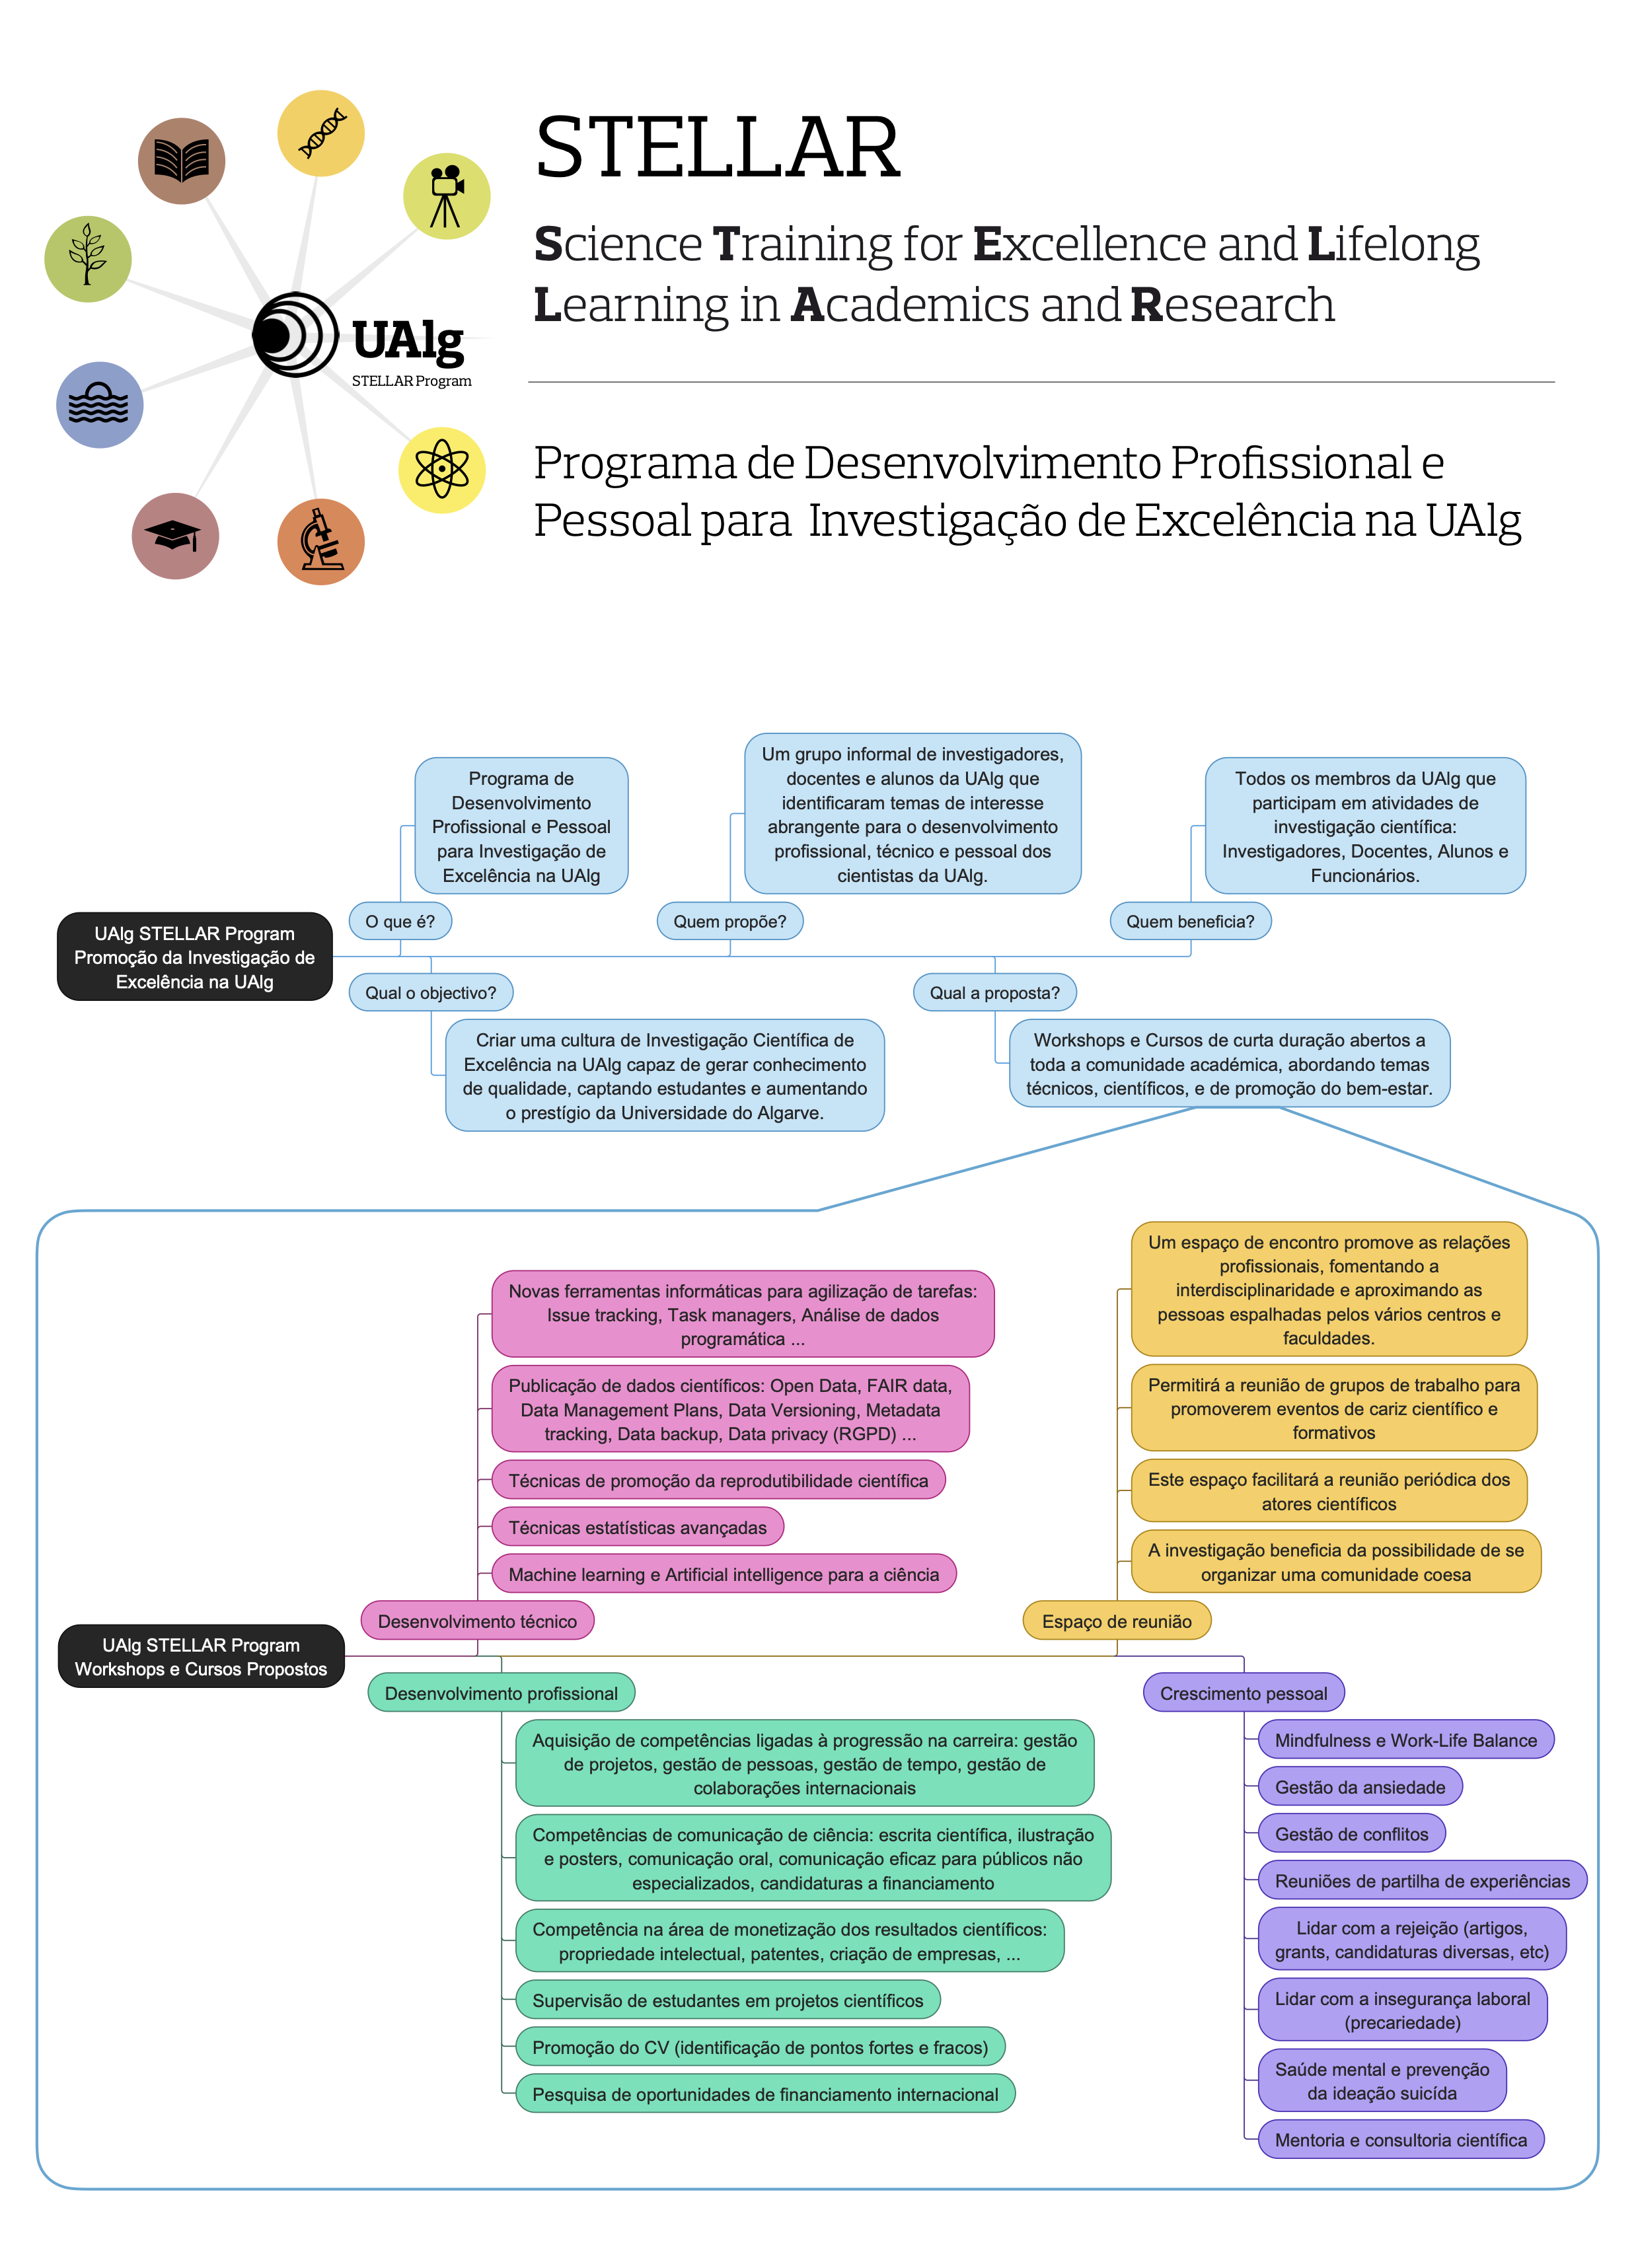 STELLAR
Science Training for Excellence and Lifelong
Learning in Academics and Research
UAlg
STELLAR Program
Programa de Desenvolvimento Profissional e
Pessoal para Investigação de Excelência na UAlg
UAlg STELLAR Program
Promoção da Investigação de
Excelência na UAlg
O que é?
Programa de
Desenvolvimento
Profissional e Pessoal
para Investigação de
Excelência na UAlg
Quem propõe?
Um grupo informal de investigadores,
docentes e alunos da UAlg que
identificaram temas de interesse
abrangente para o desenvolvimento
profissional, técnico e pessoal dos
cientistas da UAlg.
Quem beneficia?
Todos os membros da UAlg que
participam em atividades de
investigação científica:
Investigadores, Docentes, Alunos e
Funcionários.
Qual o objectivo?
Criar uma cultura de Investigação Científica de
Excelência na UAlg capaz de gerar conhecimento
de qualidade, captando estudantes e aumentando
o prestígio da Universidade do Algarve.
Qual a proposta?
Workshops e Cursos de curta duração abertos a
toda a comunidade académica, abordando temas
técnicos, científicos, e de promoção do bem-estar.
UAlg STELLAR Program
Workshops e Cursos Propostos
Desenvolvimento técnico
Novas ferramentas informáticas para agilização de tarefas:
Issue tracking, Task managers, Análise de dados
programática ...
Publicação de dados científicos: Open Data, FAIR data,
Data Management Plans, Data Versioning, Metadata
tracking, Data backup, Data privacy (RGPD) ...
Técnicas de promoção da reprodutibilidade científica
Técnicas estatísticas avançadas
Machine learning e Artificial intelligence para a ciência
Espaço de reunião
Um espaço de encontro promove as relações
profissionais, fomentando a
interdisciplinaridade e aproximando as
pessoas espalhadas pelos vários centros e
faculdades.
Permitirá a reunião de grupos de trabalho para
promoverem eventos de cariz científico e
formativos
Este espaço facilitará a reunião periódica dos
atores científicos
A investigação beneficia da possibilidade de se
organizar uma comunidade coesa
Desenvolvimento profissional
Aquisição de competências ligadas à progressão na carreira: gestão
de projetos, gestão de pessoas, gestão de tempo, gestão de
colaborações internacionais
Competências de comunicação de ciência: escrita científica, ilustração
e posters, comunicação oral, comunicação eficaz para públicos não
especializados, candidaturas a financiamento
Competência na área de monetização dos resultados científicos:
propriedade intelectual, patentes, criação de empresas, ...
Supervisão de estudantes em projetos científicos
Promoção do CV (identificação de pontos fortes e fracos)
Pesquisa de oportunidades de financiamento internacional
Crescimento pessoal
Mindfulness e Work-Life Balance
Gestão da ansiedade
Gestão de conflitos
Reuniões de partilha de experiências
Lidar com a rejeição (artigos,
grants, candidaturas diversas, etc)
Lidar com a insegurança laboral
(precariedade)
Saúde mental e prevenção
da ideação suicída
Mentoria e consultoria científica